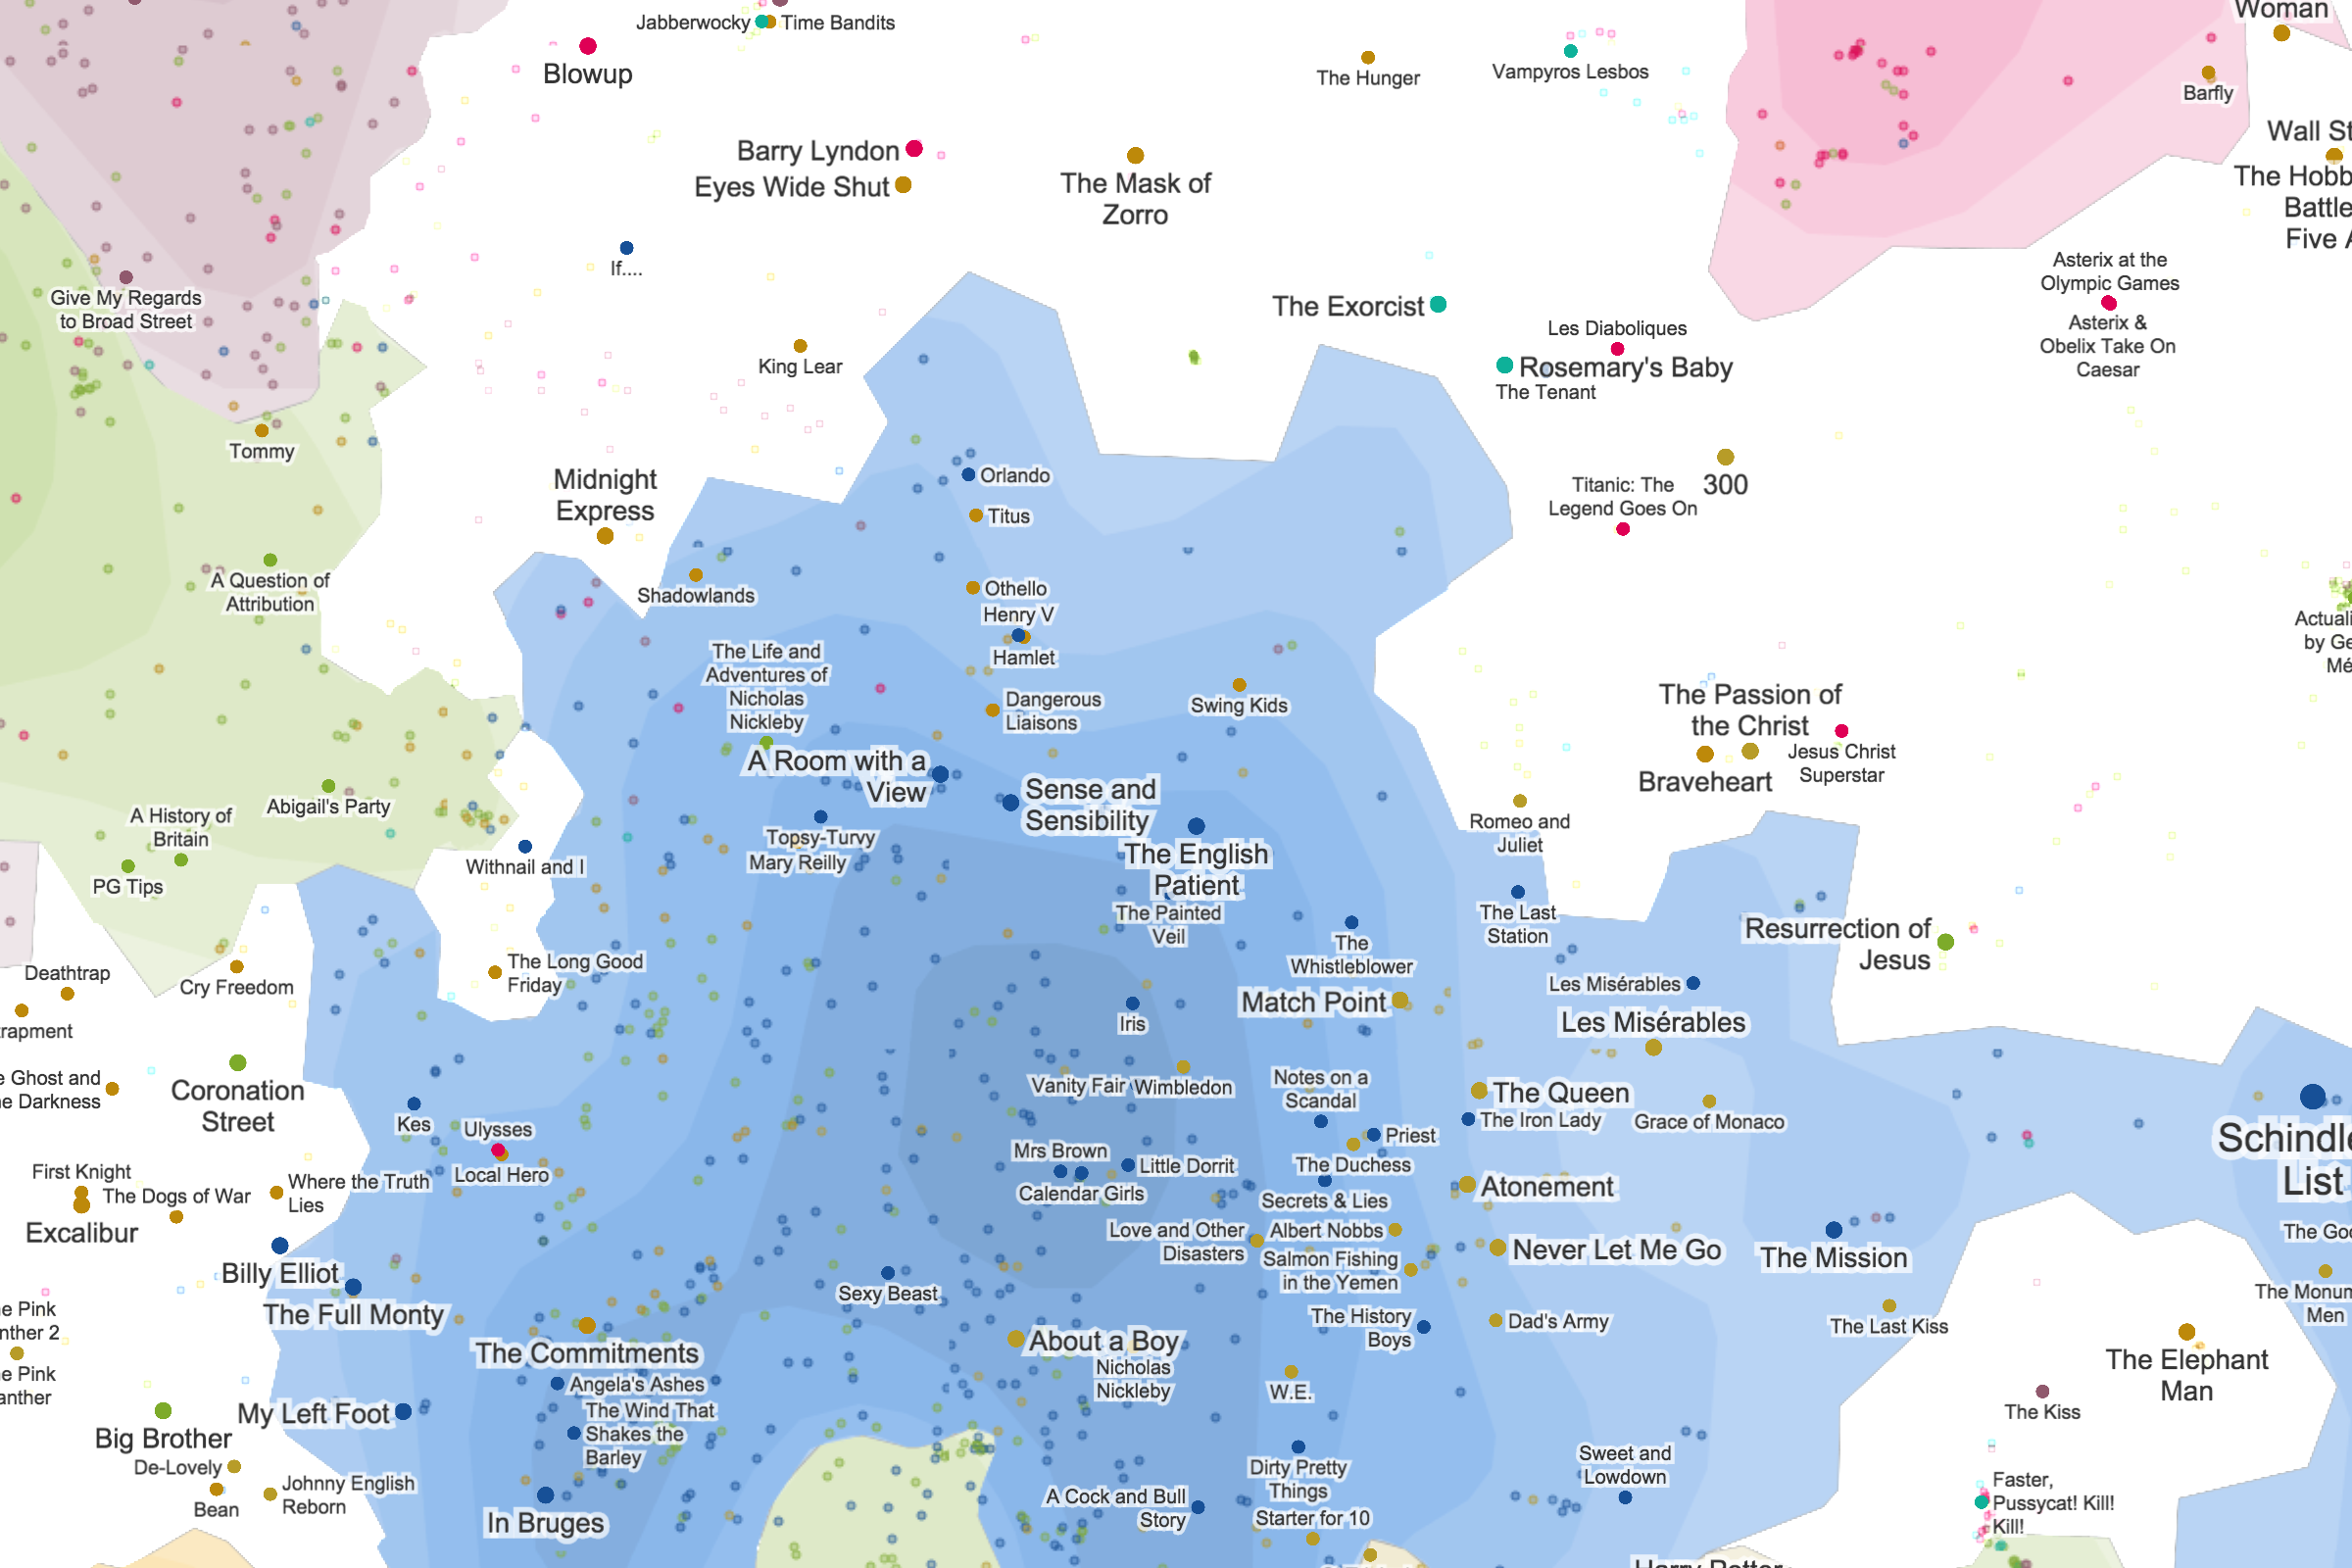 Woman
Jabberwocky
Time Bandits
Blowup
The Hunger
Vampyros Lesbos
Barfly
Wall St
Barry Lyondon
Eyes Wide Shut
The Mask of
Zorro
The Hobb
Battle
Five A
If....
Give My Regards
to Broad Street
Asterix at the
Olympic Games
The Exorcist
Les Diaboliques
Asterix &
Obelix Take On
Caesar
King Lear
Rosemary's Baby
The Tenant
Tommy
Midnight
Express
Orlando
Titus
Titanic: The
Legend Goes On
300
A Question of
Attribution
Shadowlands
Othello
Henry V
Hamlet
Actuali
by Ge
Mé
The Life and
Adventures of
Nicholas
Nickleby
Dangerous
Liaisons
Swing Kids
The Passion of
the Christ
Braveheart
Jesus Christ
Superstar
A Room with a
View
Sense and
Sensibility
Abigail's Party
A History of
Britain
PG Tips
Topsy-Turvy
Mary Reilly
Romeo and
Juliet
Withnail and I
The English
Patient
The Painted
Veil
The Last
Station
The
Whistleblower
Resurrection of
Jesus
Deathtrap
Cry Freedom
The Long Good
Friday
Les Misérables
Match Point
Les Misérables
Iris
trapment
e Ghost and
e Darkness
Coronation
Street
Kes
Vanity Fair
Wimbledon
Notes on a
Scandal
The Queen
The Iron Lady
Grace of Monaco
Schindle
List
Ulysses
Local Hero
Mrs Brown
Little Dorrit
Calendar Girls
Priest
The Duchess
Secrets & Lies
Atonement
First Knight
The Dogs of War
Where the Truth
Lies
Excalibur
Love and Other
Disasters
Albert Nobbs
Salmon Fishing
in the Yemen
Never Let Me Go
The Mission
The Goo
Billy Elliot
The Full Monty
Sexy Beast
The Monum
Men
e Pink
nther 2
The History
Boys
Dad's Army
The Last Kiss
The Commitments
About a Boy
Nicholas
Nickleby
e Pink
anther
The Elephant
Man
Angela's Ashes
W.E.
My Left Foot
The Wind That
Shakes the
Barley
The Kiss
Big Brother
De-Lovely
Bean
Johnny English
Reborn
Dirty Pretty
Things
Sweet and
Lowdown
In Bruges
A Cock and Bull
Story
Starter for 10
Faster,
Pussycat! Kill!
Kill!
Harry Potter